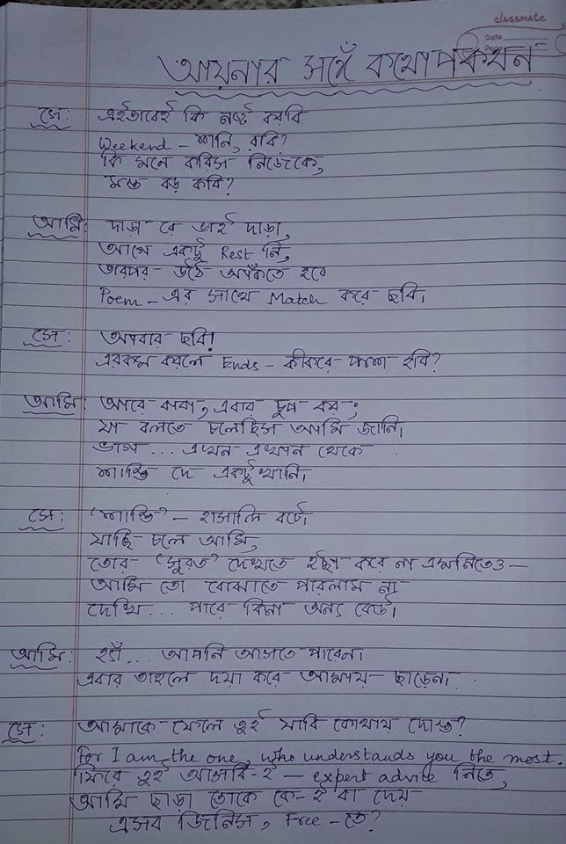 classmate
Date
Page
আয়নার সঙ্গে কথোপকথন
সে: এইভাবেই কি নষ্ট করবি
Weekend - শনি, রবি?
কি মনে করিস নিজেকে,
মস্ত বড় কবি?
আমি: দাড়া রে ভাই দাড়া,
আগে একটু Rest নি,
তারপর উঠে আঁকতে হবে
Poem - এর সাথে Match করে ছবি।
সে: আবার ছবি!
এরকম করলে Ends - কীকরে পাশ হবি?
আমি: আরে বাবা, এবার চুপ কর;
যা বলতে চলেছিস আমি জানি।
ভাগ ... এখন এখান থেকে
শান্তি দে একটুখানি।
সে: 'শান্তি' - হাসালি বটে।
যাচ্ছি চলে আমি,
তোর 'সুরত' দেখতে ইচ্ছা করে না এমনিতেও -
আমি তো বোঝাতে পারলাম না
দেখি ... পারে কিনা অন্য কেউ।
আমি: হ্যাঁ ... আপনি আসতে পারেন।
এবার তাহলে দয়া করে আমায় ছাড়েন।
সে: আমাকে ফেলে তুই যাবি কোথায় দোস্ত?
For I am the one, who understands you the most.
ফিরে তুই আসবি-ই - expert advice নিতে,
আমি ছাড়া তোকে কে-ই বা দেয়
এসব জিনিস, Free - তে?